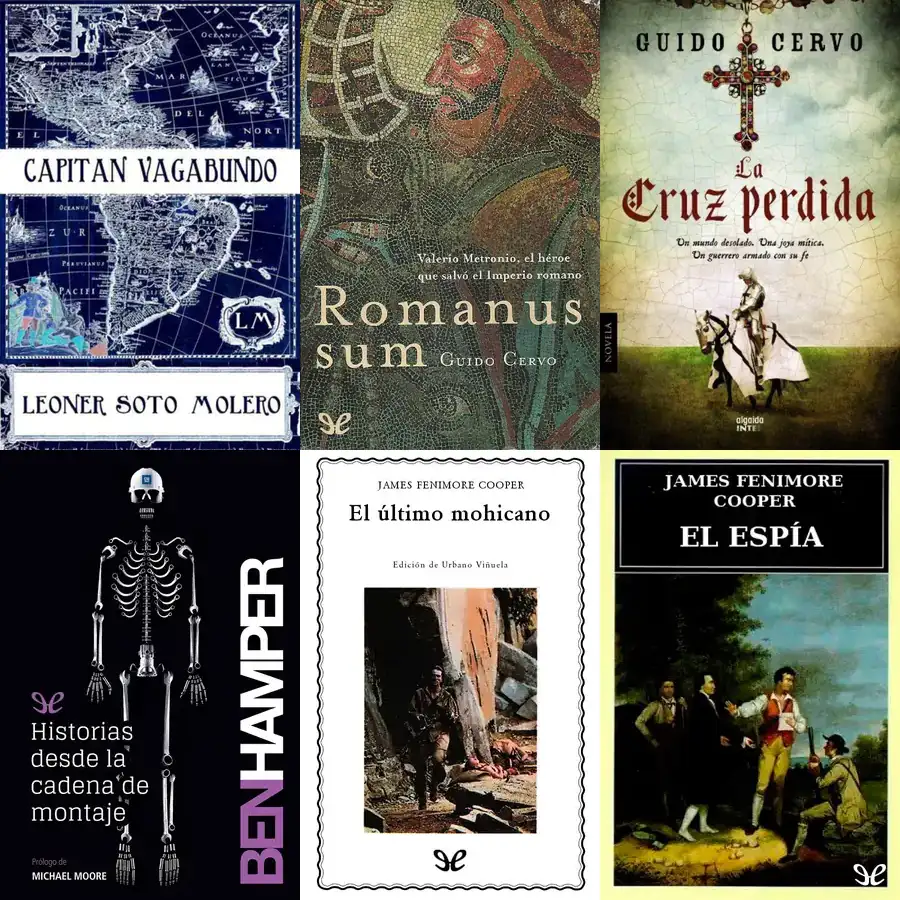 CAPITAN VAGABUNDO
LM
LEONER SOTO MOLERO
Valerio Metronio, el héroe
que salvó el Imperio romano
Romanus
sum GUIDO CERVO
GUIDO CERVO
La
Cruz perdida
Un mundo desolado. Una joya mítica.
Un guerrero armado con su fe
NOVELA
algaida
INTER
BEN HAMPER
Historias
desde la
cadena de
montaje
Prólogo de
MICHAEL MOORE
JAMES FENIMORE COOPER
El último mohicano
Edición de Urbano Viñuela
JAMES FENIMORE
COOPER
EL ESPÍA